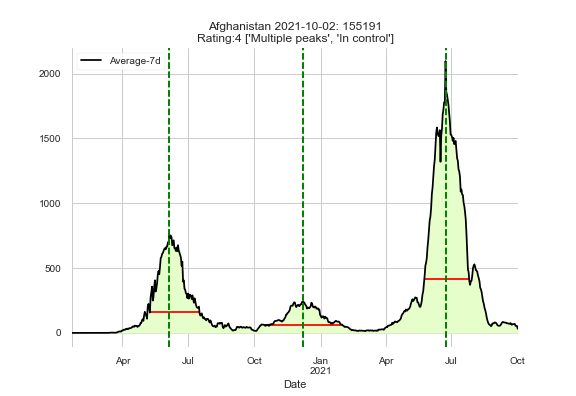 Afghanistan 2021-10-02: 155191
Rating:4 ['Multiple peaks', 'In control']
Average-7d
2000
1500
1000
500
0
Apr
Jul
Oct
Jan
2021
Apr
Jul
Oct
Date